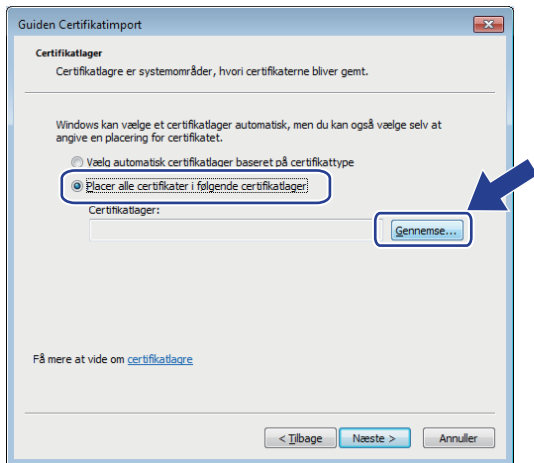 Guiden Certifikatimport
Certifikatlager
Certifikatlagre er systemområder, hvori certifikaterne bliver gemt.
Windows kan vælge et certifikatlager automatisk, men du kan også vælge selv at
angive en placering for certifikatet.
Vælg automatisk certifikatlager baseret på certifikattype
Placer alle certifikater i følgende certifikatlager
Certifikatlager:
Gennemse...
Få mere at vide om certifikatlagre
< Tilbage
Næste >
Annuller